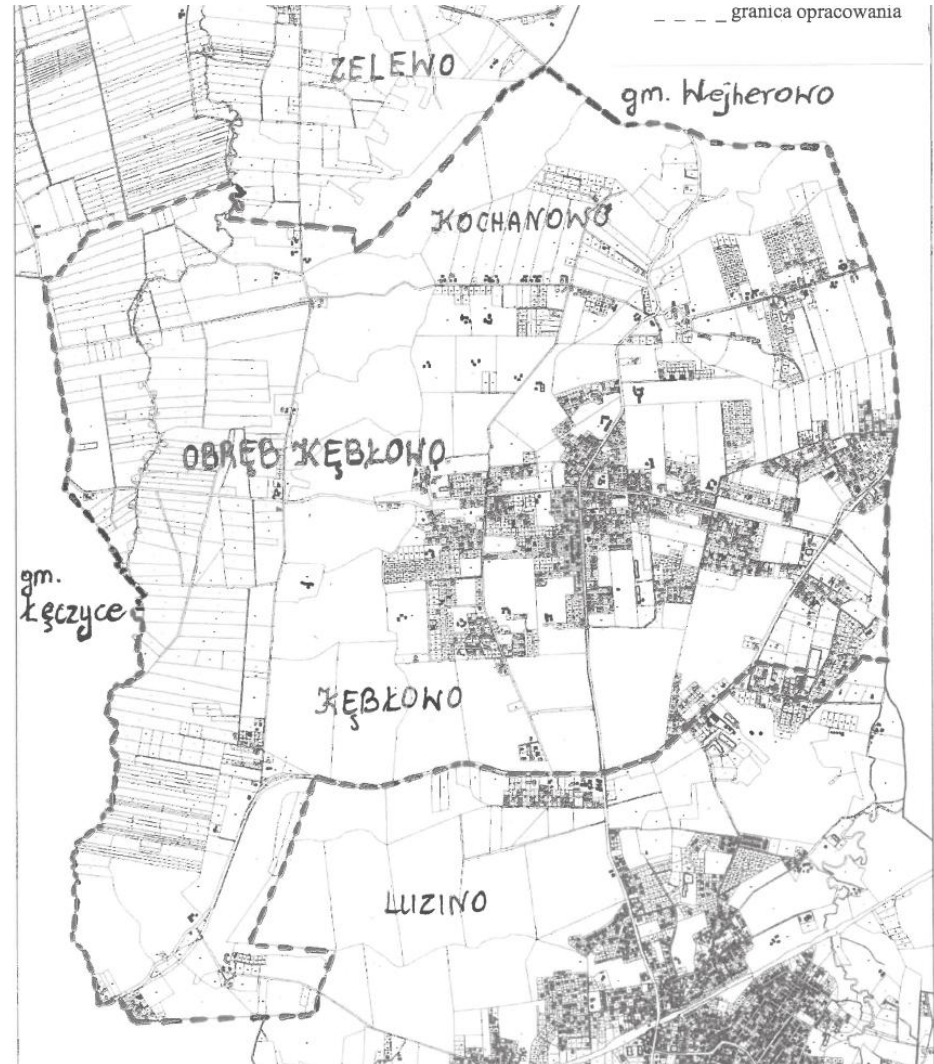 granica opracowania
ZELEWO
gm. Wejherowo
KOCHANOWO
OBRĘB KĘBŁOWO
gm.
Łęczyce
KĘBŁOWO
LUZINO